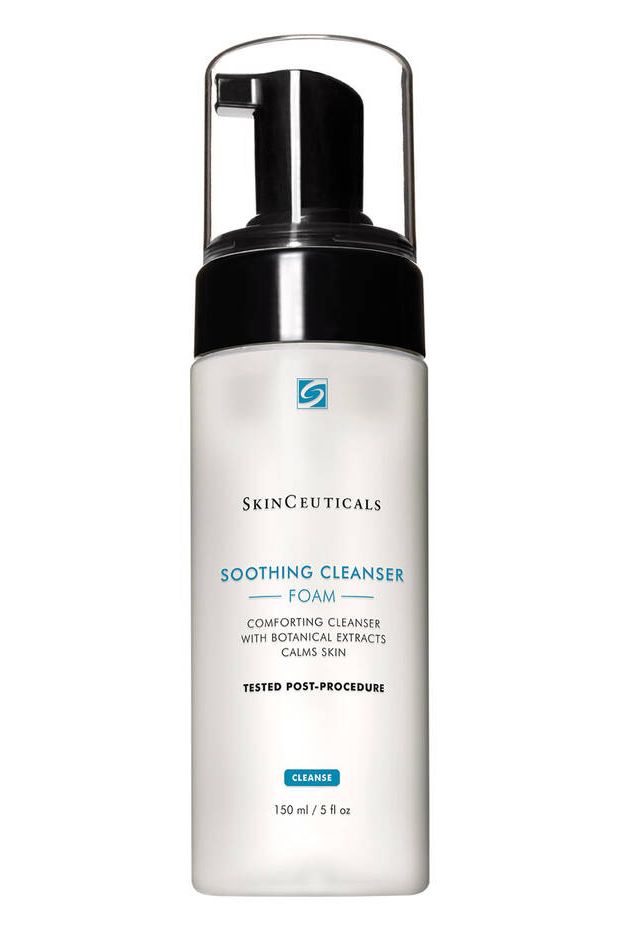 SKINCEUTICALS
SOOTHING CLEANSER
FOAM
COMFORTING CLEANSER
WITH BOTANICAL EXTRACTS
CALMS SKIN
TESTED POST-PROCEDURE
CLEANSE
150 ml / 5 fl oz